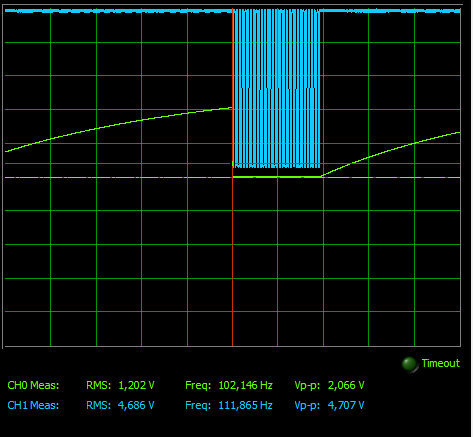 Timeout
CH0 Meas: RMS: 1,202 V Freq: 102,146 Hz Vp-p: 2,066 V
CH1 Meas: RMS: 4,686 V Freq: 111,865 Hz Vp-p: 4,707 V